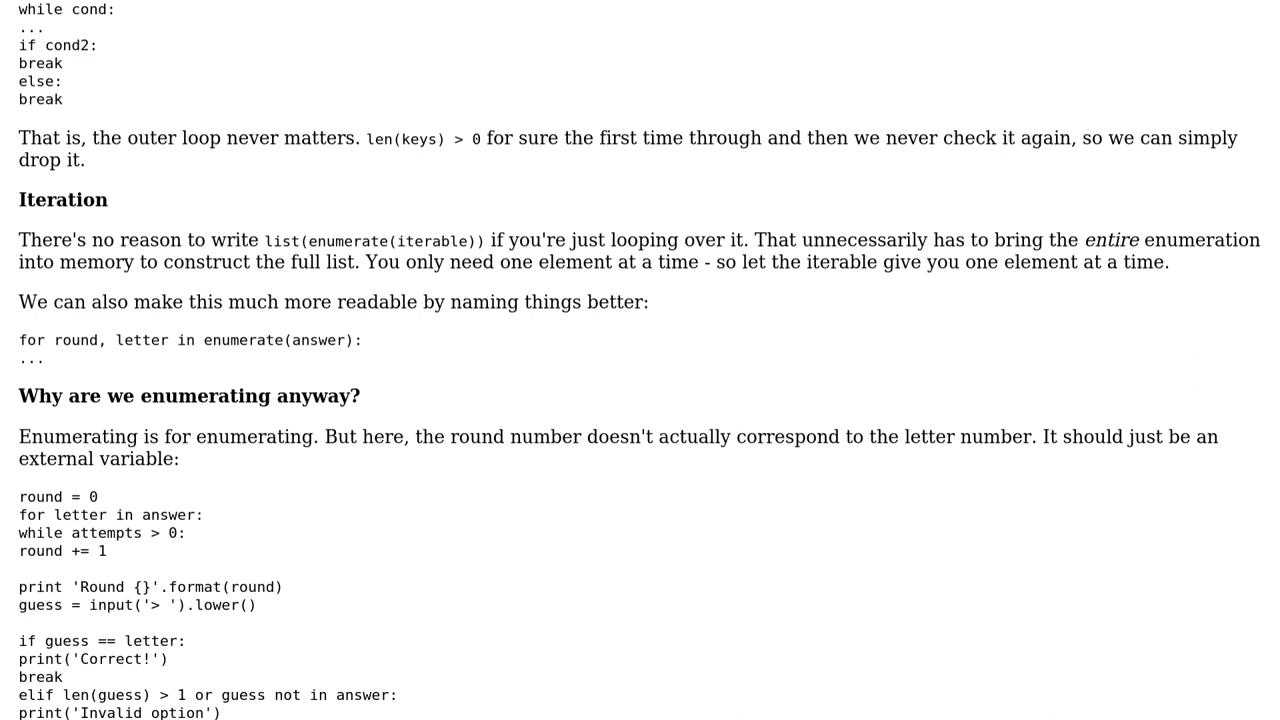 while cond:
...
if cond2:
break
else:
break
That is, the outer loop never matters. len(keys) > 0 for sure the first time through and then we never check it again, so we can simply
drop it.
Iteration
There's no reason to write list(enumerate(iterable)) if you're just looping over it. That unnecessarily has to bring the entire enumeration
into memory to construct the full list. You only need one element at a time - so let the iterable give you one element at a time.
We can also make this much more readable by naming things better:
for round, letter in enumerate(answer):
...
Why are we enumerating anyway?
Enumerating is for enumerating. But here, the round number doesn't actually correspond to the letter number. It should just be an
external variable:
round = 0
for letter in answer:
while attempts > 0:
round += 1
print 'Round {}'.format(round)
guess = input('> ').lower()
if guess == letter:
print('Correct!')
break
elif len(guess) > 1 or guess not in answer:
print('Invalid option')